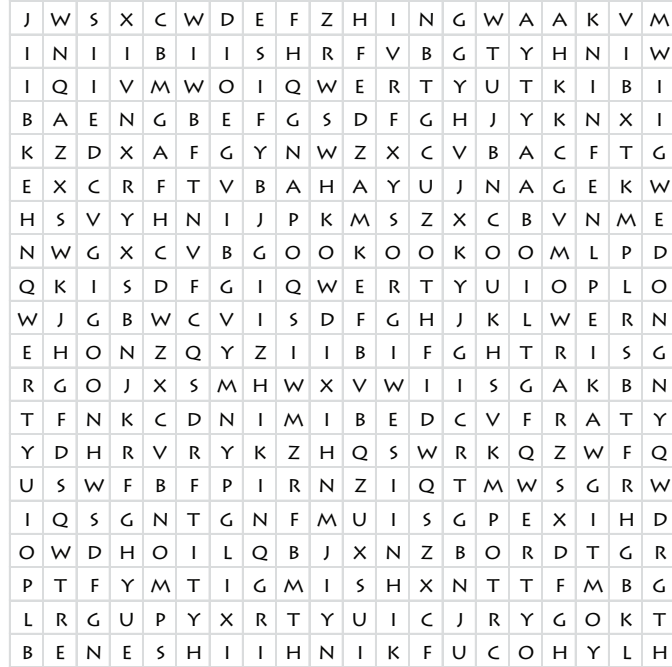 J W S X C W D E F Z H I N G W A A K V M
I N I I B I I S H R F V B G T Y H N I W
I Q I V M W O I Q W E R T Y U T K I B I
B A E N G B E F G S D F G H J Y K N X I
K Z D X A F G Y N W Z X C V B A C F T G
E X C R F T V B A H A Y U J N A G E K W
H S V Y H N I J P K M S Z X C B V N M E
N W G X C V B G O O K O O K O O M L P D
Q K I S D F G I Q W E R T Y U I O P L O
W J G B W C V I S D F G H J K L W E R N
E H O N Z Q Y Z I I B I F G H T R I S G
R G O J X S M H W X V W I I S G A K B N
T F N K C D N I M I B E D C V F R A T Y
Y D H R V R Y K Z H Q S W R K Q Z W F Q
U S W F B F P I R N Z I Q T M W S G R W
I Q S G N T G N F M U I S G P E X I H D
O W D H O I L Q B J X N Z B O R D T G R
P T F Y M T I G M I S H X N T T F M B G
L R G U P Y X R T Y U I C J R Y G O K T
B E N E S H I I H N I K F U C O H Y L H